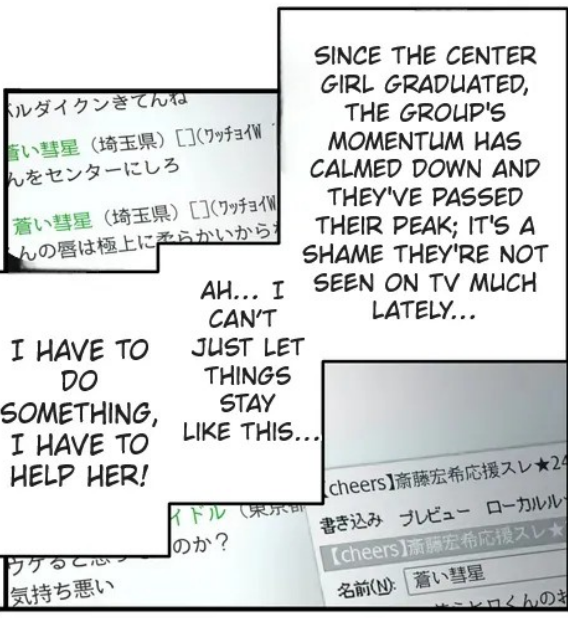 SINCE THE CENTER
GIRL GRADUATED,
THE GROUP'S
MOMENTUM HAS
CALMED DOWN AND
THEY'VE PASSED
THEIR PEAK; IT'S A
SHAME THEY'RE NOT
SEEN ON TV MUCH
LATELY...
ルダイクンきてんね
蒼い彗星（埼玉県）[](ﾜｯﾁｮｲW
んをセンターにしろ
蒼い彗星（埼玉県）[](ﾜｯﾁｮｲW
んの唇は極上に柔らかいから
AH... I
CAN'T
JUST LET
THINGS
STAY
LIKE THIS...
I HAVE TO
DO
SOMETHING,
I HAVE TO
HELP HER!
イドル（東京都
のか？
気持ち悪い
【cheers】斎藤宏希応援スレ★24
書き込み プレビュー ローカルル
【cheers】斎藤宏希応援スレ★
名前(N): 蒼い彗星